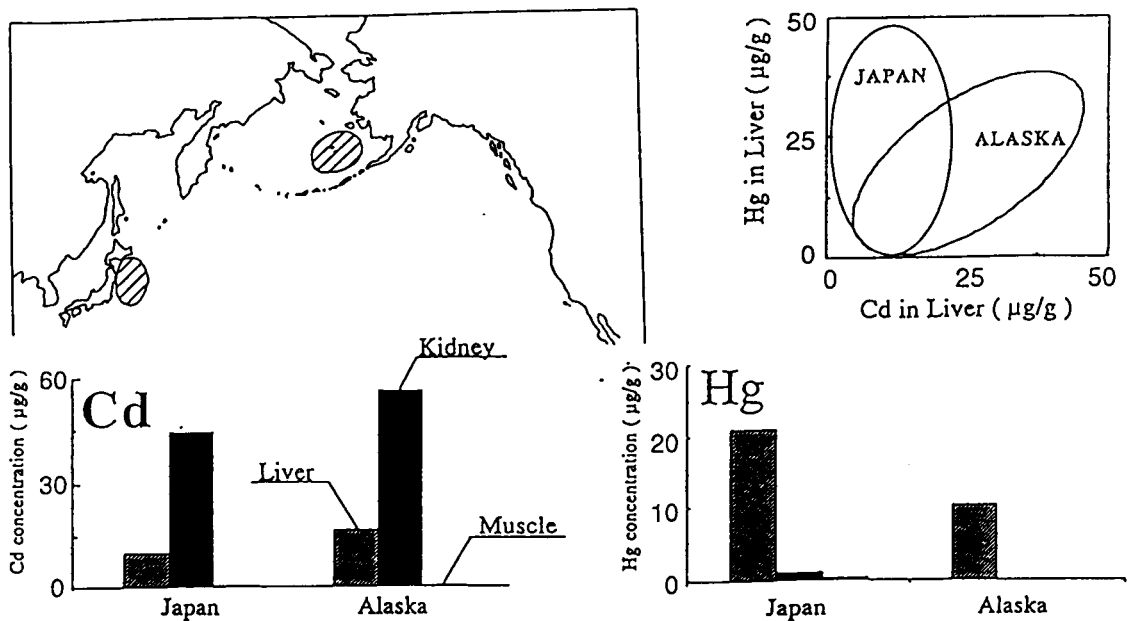 50
Hg in Liver ( µg/g )
25
0
JAPAN
ALASKA
0
25
50
Cd in Liver ( µg/g )
Cd concentration ( µg/g )
60
30
0
Cd
Kidney
Liver
Muscle
Japan
Alaska
Hg concentration ( µg/g )
30
20
10
0
Hg
Japan
Alaska